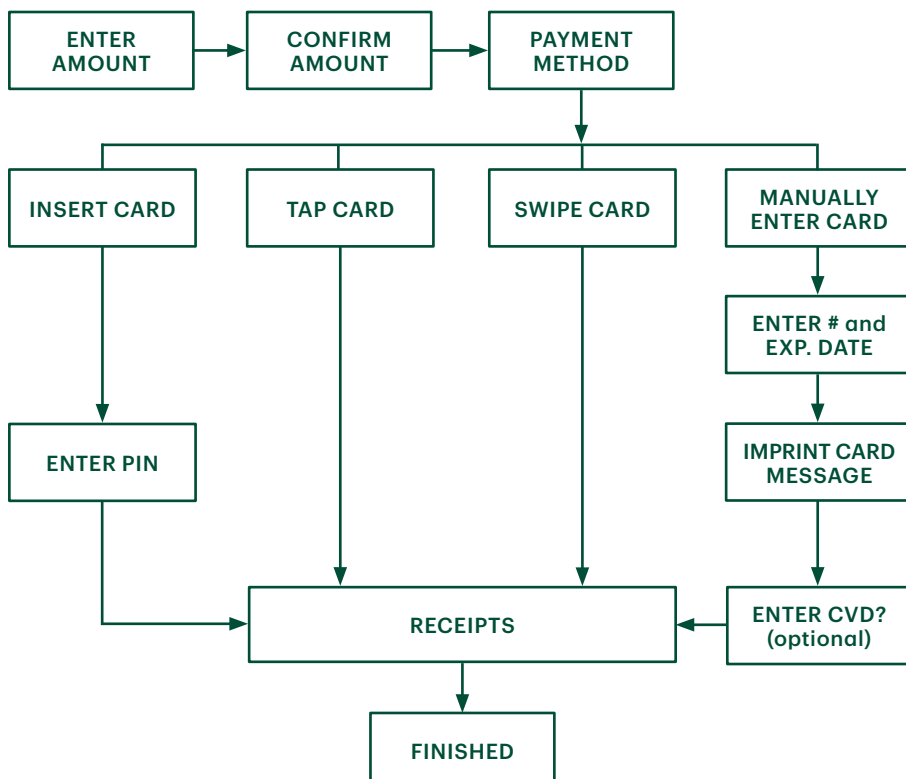 ENTER
AMOUNT
CONFIRM
AMOUNT
PAYMENT
METHOD
INSERT CARD
TAP CARD
SWIPE CARD
MANUALLY
ENTER CARD
ENTER # and
EXP. DATE
ENTER PIN
IMPRINT CARD
MESSAGE
RECEIPTS
ENTER CVD?
(optional)
FINISHED